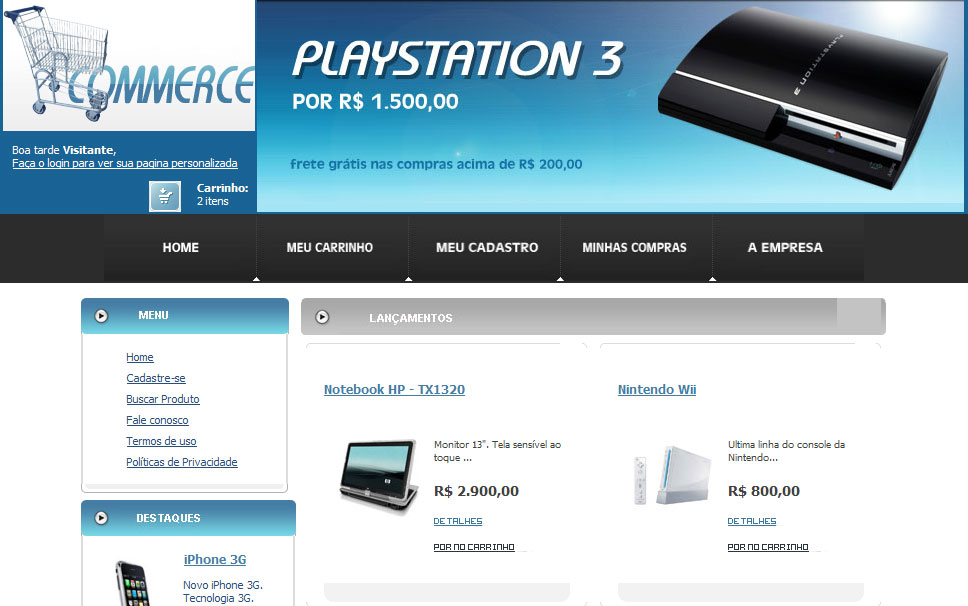 COMMERCE
PLAYSTATION 3
POR R$ 1.500,00
frete grátis nas compras acima de R$ 200,00
PLAYSTATION 3
Boa tarde Visitante,
Faça o login para ver sua pagina personalizada
Carrinho:
2 itens
HOME
MEU CARRINHO
MEU CADASTRO
MINHAS COMPRAS
A EMPRESA
MENU
Home
Cadastre-se
Buscar Produto
Fale conosco
Termos de uso
Políticas de Privacidade
DESTAQUES
iPhone 3G
Novo iPhone 3G.
Tecnologia 3G.
LANÇAMENTOS
Notebook HP - TX1320
Monitor 13". Tela sensível ao
toque ...
R$ 2.900,00
DETALHES
POR NO CARRINHO
Nintendo Wii
Ultima linha do console da
Nintendo...
R$ 800,00
DETALHES
POR NO CARRINHO